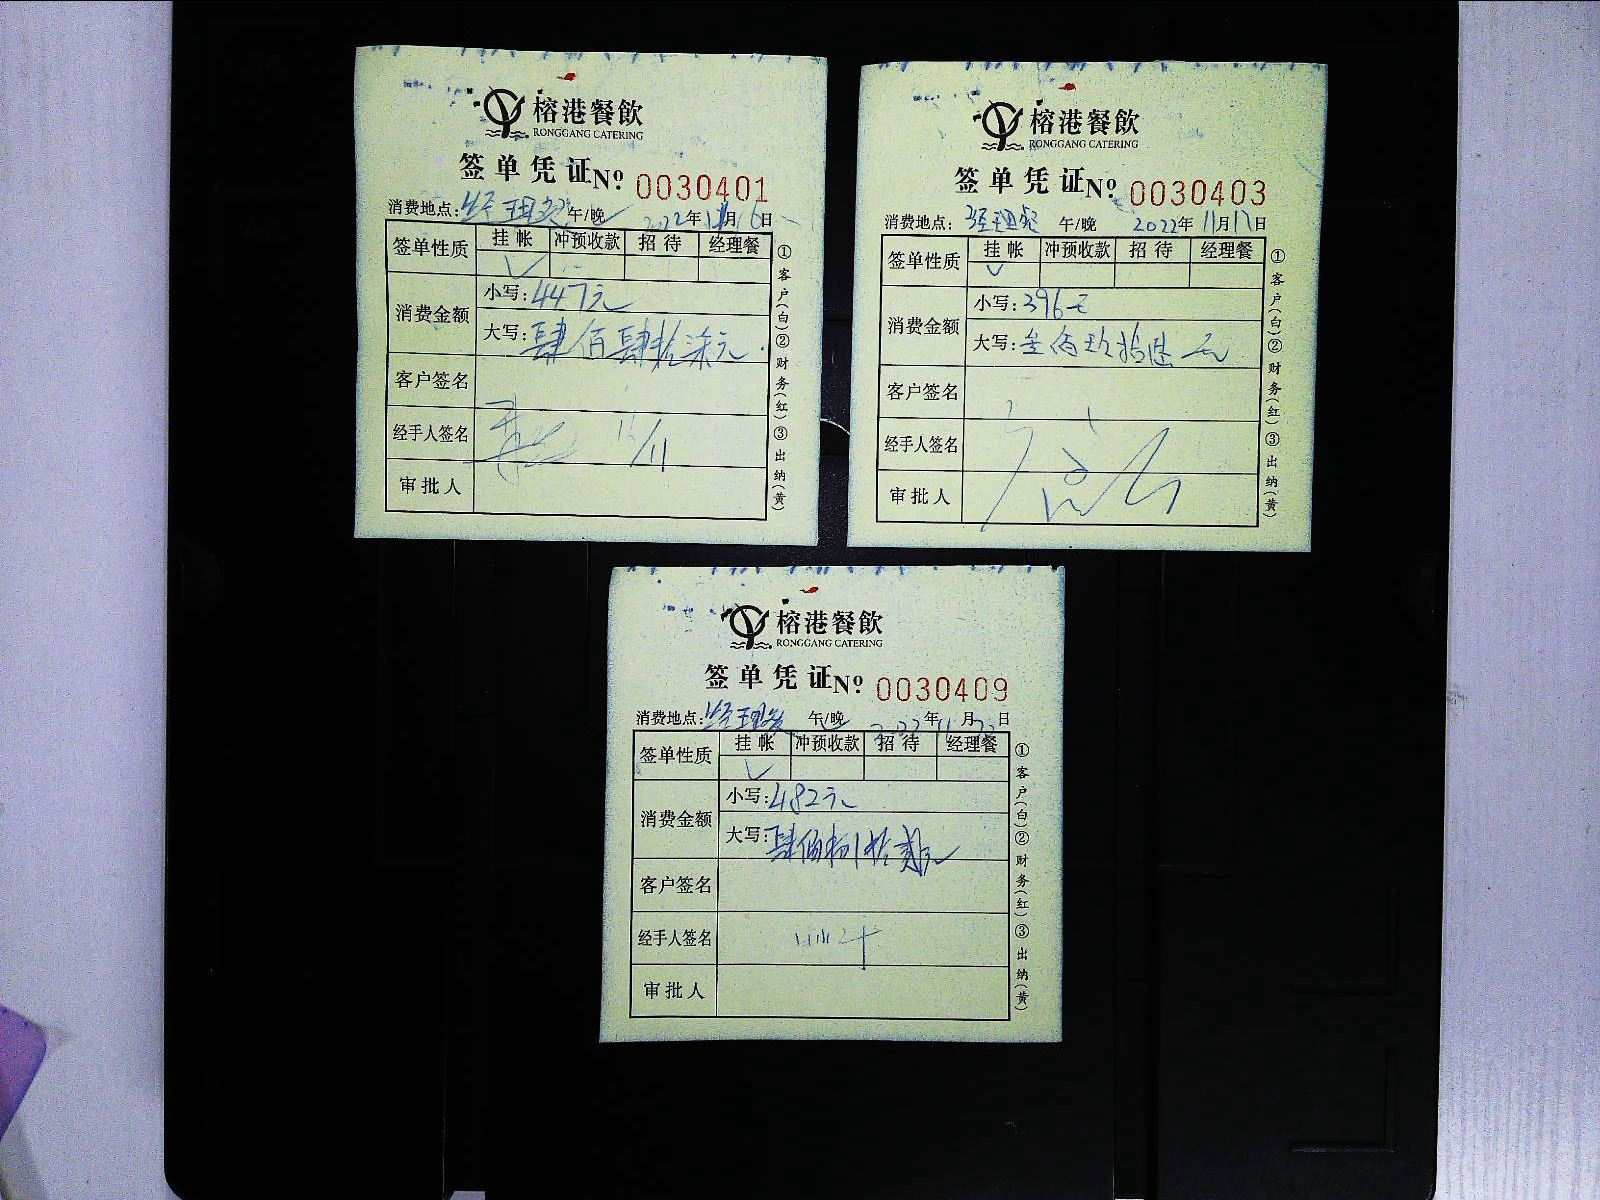 榕港餐飲
RONGGANG CATERING
签单凭证 Nº 0030401
消费地点: 经理餐 午/晚 2022年11月16日
签单性质 挂帐 冲预收款 招待 经理餐
✓
消费金额 小写: 447元
大写: 肆佰肆拾柒元
客户签名
经手人签名 16/11
审批人
①客户(白)②财务(红)③出纳(黄)
榕港餐飲
RONGGANG CATERING
签单凭证 Nº 0030403
消费地点: 经理餐 午/晚 2022年11月17日
签单性质 挂帐 冲预收款 招待 经理餐
✓
消费金额 小写: 396元
大写: 叁佰玖拾陆元
客户签名
经手人签名
审批人
①客户(白)②财务(红)③出纳(黄)
榕港餐飲
RONGGANG CATERING
签单凭证 Nº 0030409
消费地点: 经理餐 午/晚 2022年11月22日
签单性质 挂帐 冲预收款 招待 经理餐
✓
消费金额 小写: 482元
大写: 肆佰捌拾贰元
客户签名
经手人签名
审批人
①客户(白)②财务(红)③出纳(黄)